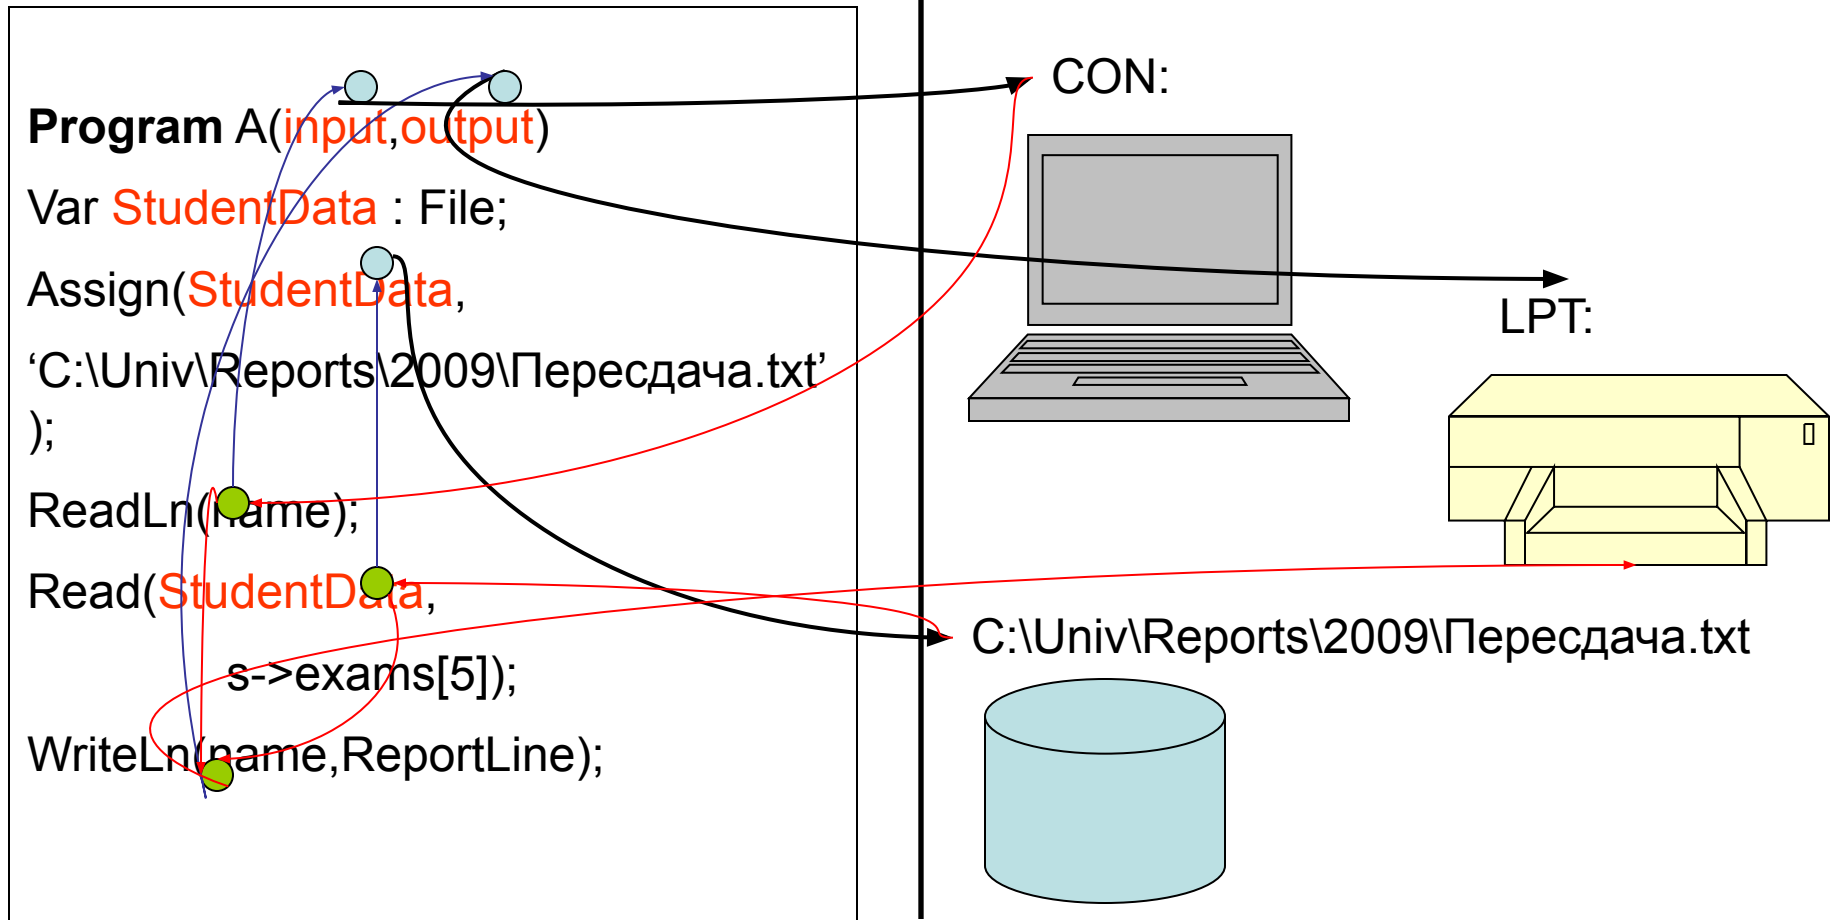 Program A(input,output)
Var StudentData : File;
Assign(StudentData,
‘C:\Univ\Reports\2009\Пересдача.txt’
);
ReadLn(name);
Read(StudentData,
s->exams[5]);
WriteLn(name,ReportLine);
CON:
LPT:
C:\Univ\Reports\2009\Пересдача.txt